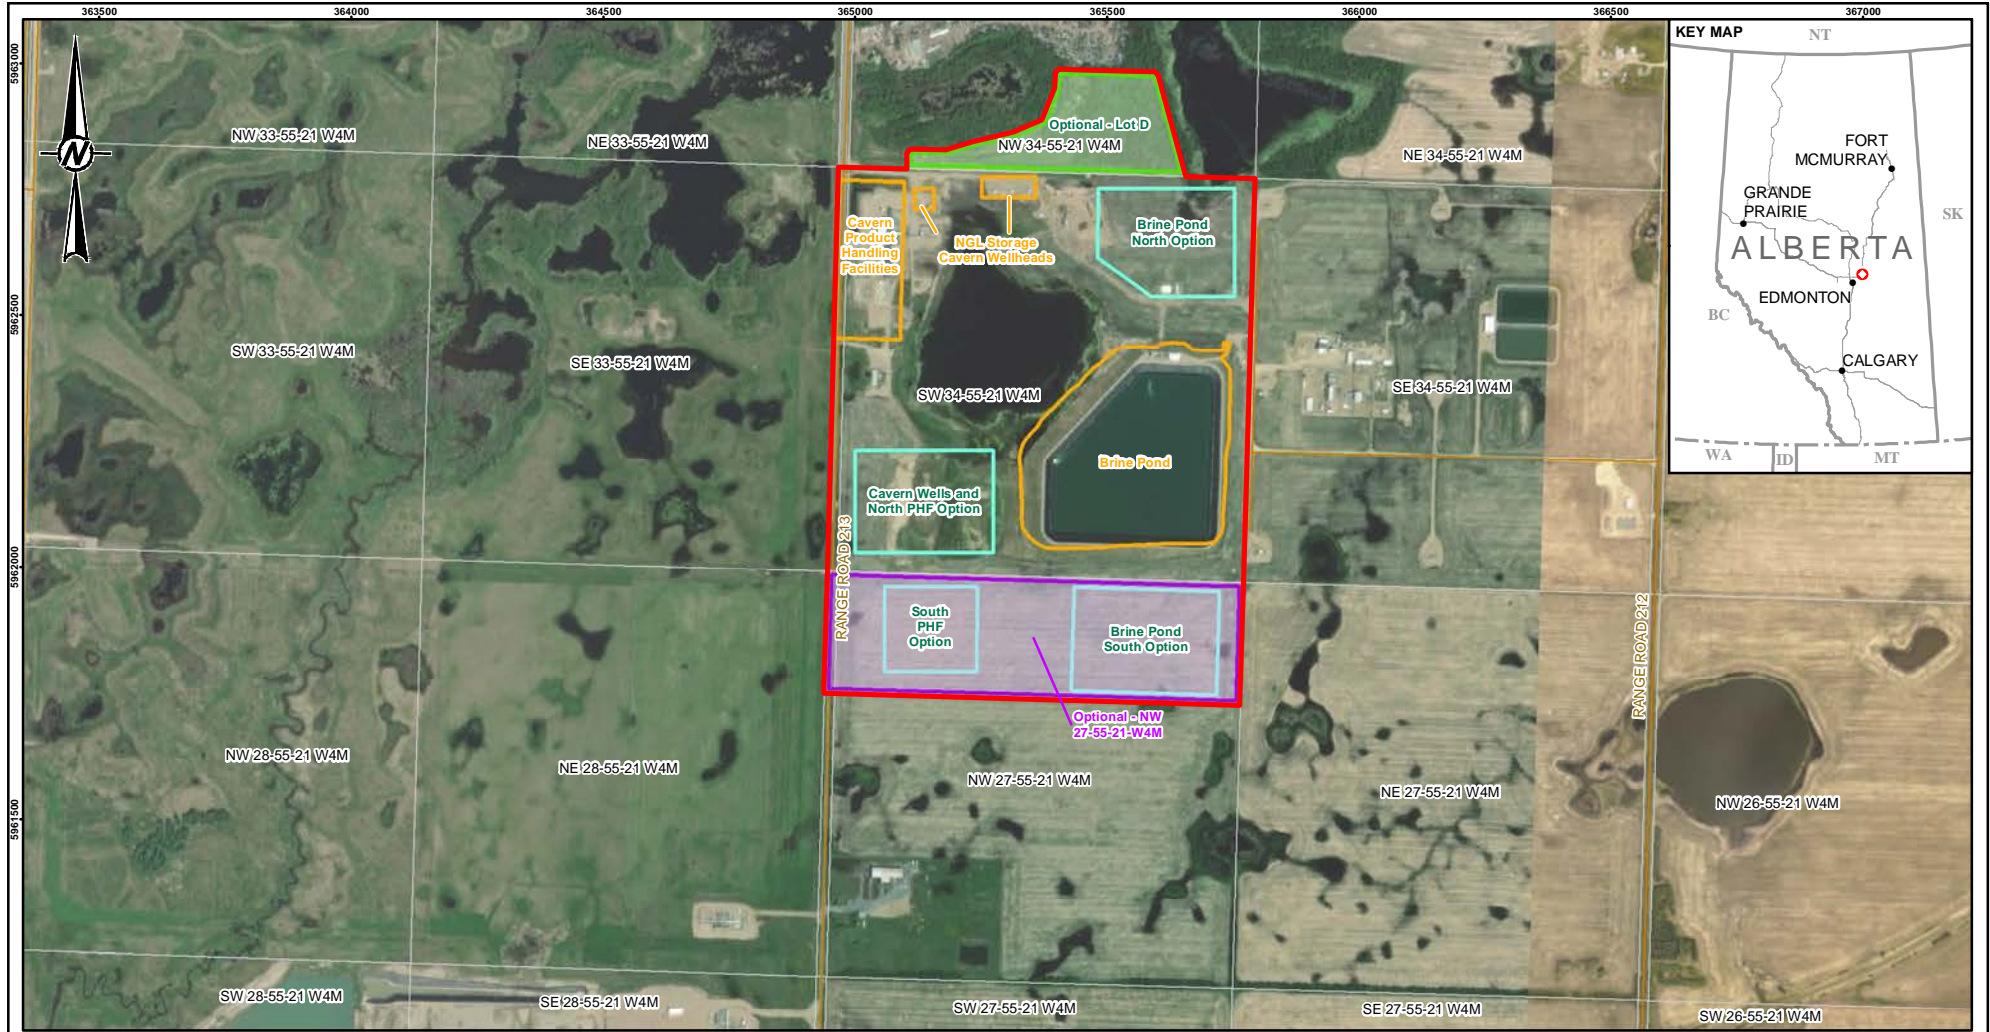 363500
364000
364500
365000
365500
366000
366500
367000
5963000
5962500
5962000
5961500
N
KEY MAP
NT
FORT
MCMURRAY
GRANDE
PRAIRIE
SK
ALBERTA
EDMONTON
BC
CALGARY
WA
ID
MT
NW 33-55-21 W4M
NE 33-55-21 W4M
Optional - Lot D
NW 34-55-21 W4M
NE 34-55-21 W4M
Cavern
Product
Handling
Facilities
NGL Storage
Cavern Wellheads
Brine Pond
North Option
SW 33-55-21 W4M
SE 33-55-21 W4M
SW 34-55-21 W4M
SE 34-55-21 W4M
Brine Pond
Cavern Wells and
North PHF Option
RANGE ROAD 213
South
PHF
Option
Brine Pond
South Option
RANGE ROAD 212
Optional - NW
27-55-21-W4M
NW 28-55-21 W4M
NE 28-55-21 W4M
NW 27-55-21 W4M
NE 27-55-21 W4M
NW 26-55-21 W4M
SW 28-55-21 W4M
SE 28-55-21 W4M
SW 27-55-21 W4M
SE 27-55-21 W4M
SW 26-55-21 W4M